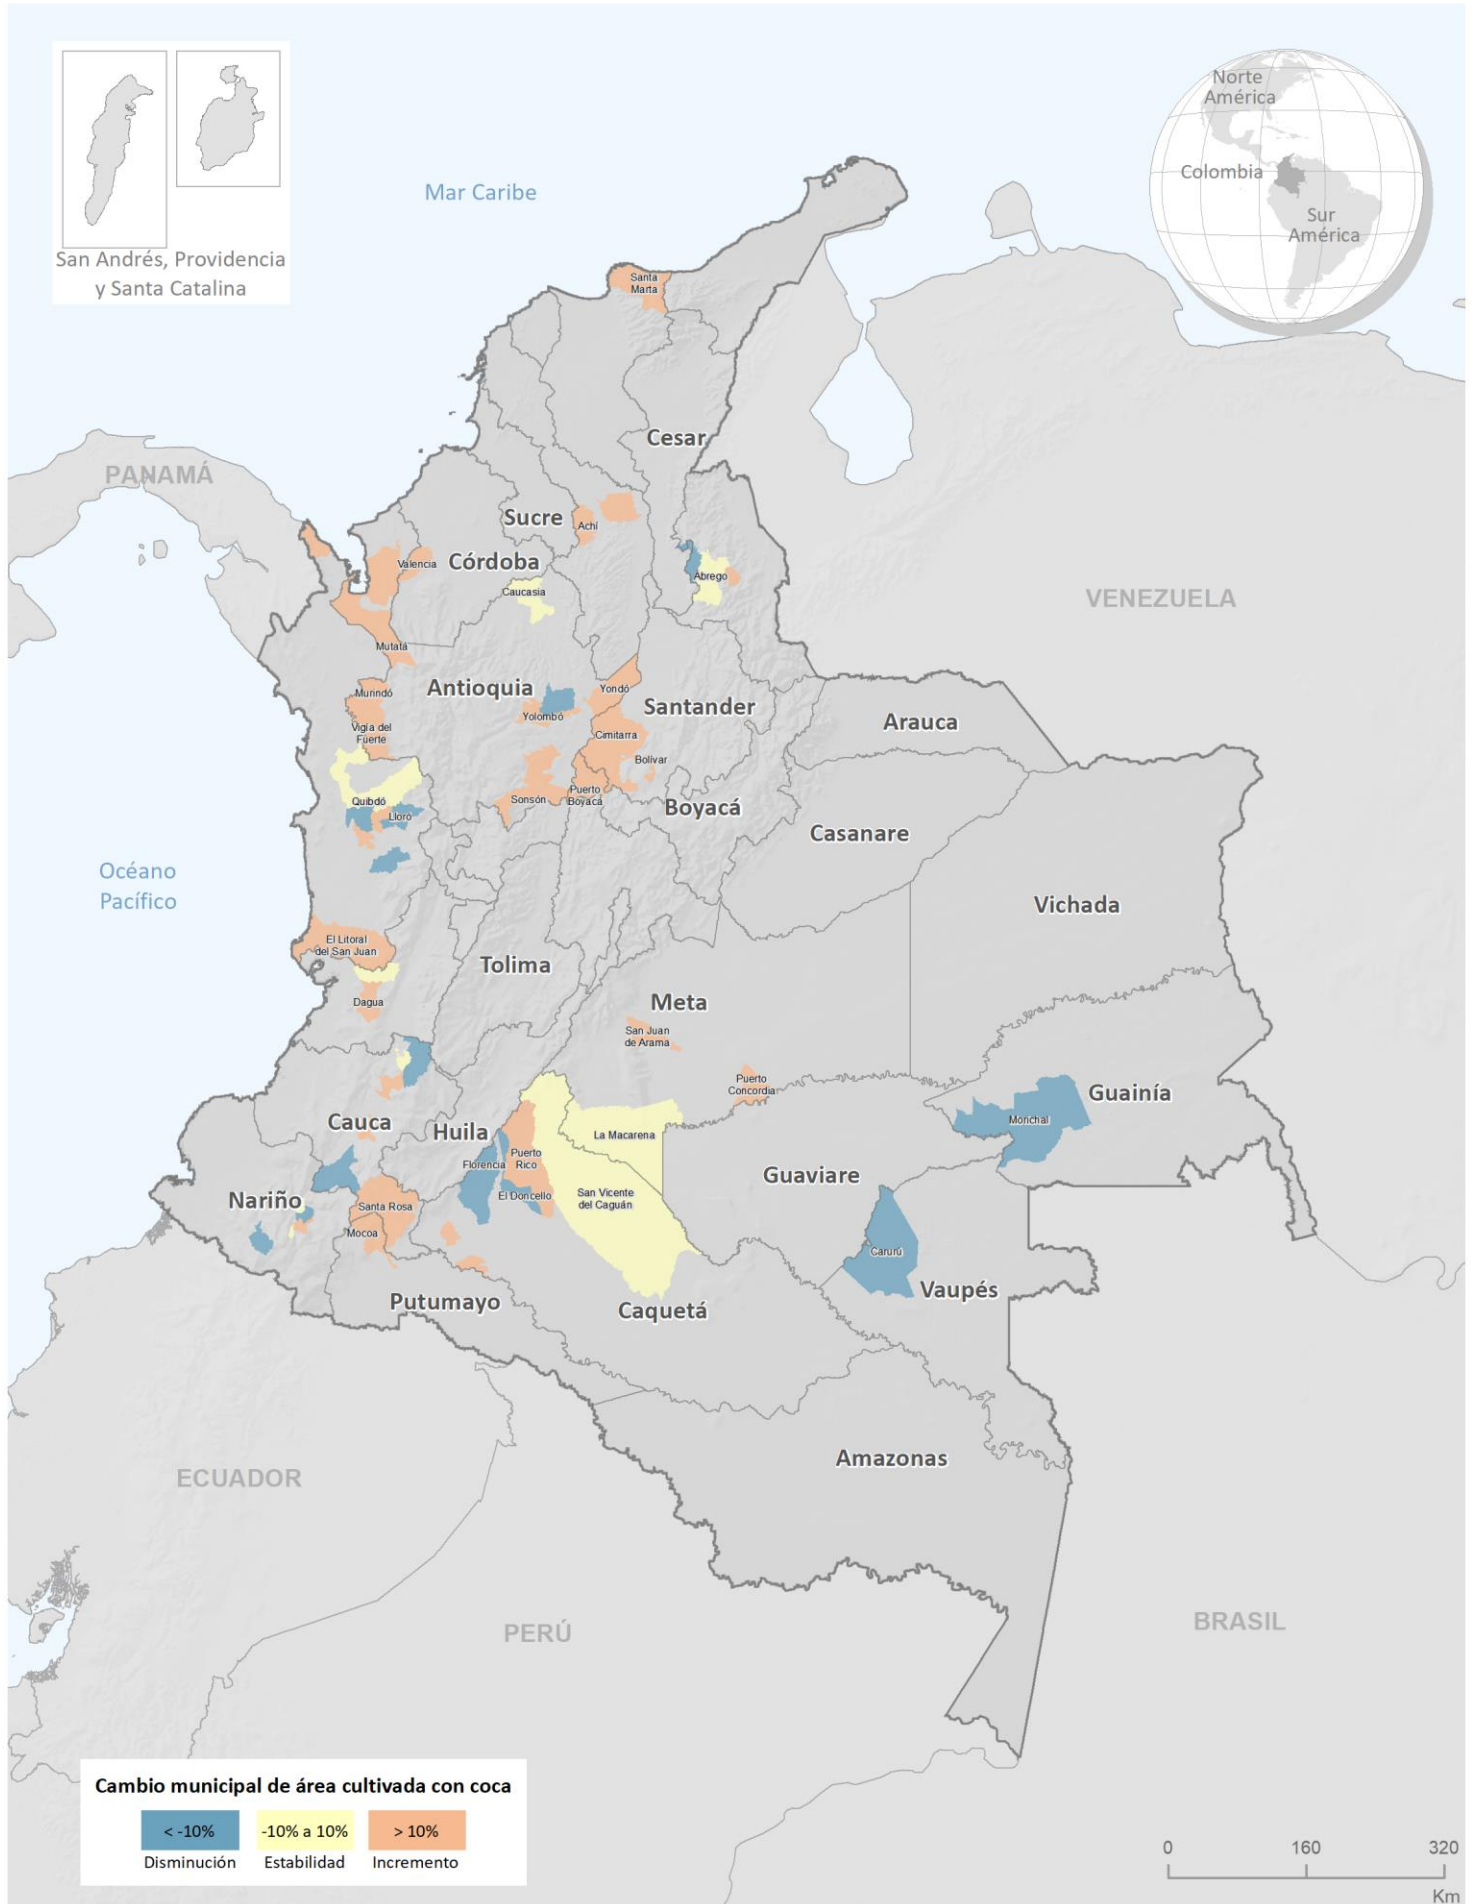 Norte
América
Colombia
Sur
América
Mar Caribe
San Andrés, Providencia
y Santa Catalina
Santa
Marta
Cesar
PANAMÁ
Sucre
Achí
Valencia
Córdoba
Abrego
Caucasia
VENEZUELA
Mutatá
Antioquia
Murindó
Yondó
Santander
Yolombó
Arauca
Vigía del
Fuerte
Cimitarra
Bolívar
Quibdó
Sonsón
Puerto
Boyacá
Boyacá
Lloró
Casanare
Océano
Pacífico
Vichada
El Litoral
del San Juan
Tolima
Dagua
Meta
San Juan
de Arama
Puerto
Concordia
Guainía
Cauca
Huila
La Macarena
Morichal
Puerto
Rico
Florencia
Guaviare
El Doncello
San Vicente
del Caguán
Nariño
Santa Rosa
Mocoa
Carurú
Vaupés
Putumayo
Caquetá
Amazonas
ECUADOR
PERÚ
BRASIL
Cambio municipal de área cultivada con coca
< -10% -10% a 10% > 10%
Disminución Estabilidad Incremento
0 160 320
Km